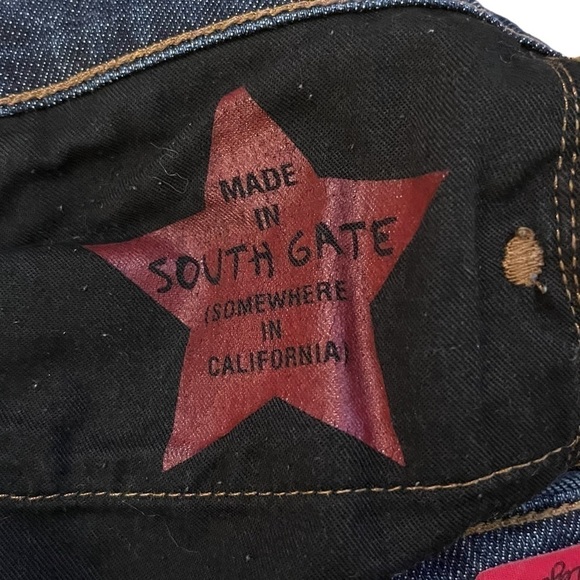 MADE
IN
SOUTH GATE
(SOMEWHERE
IN
CALIFORNIA)